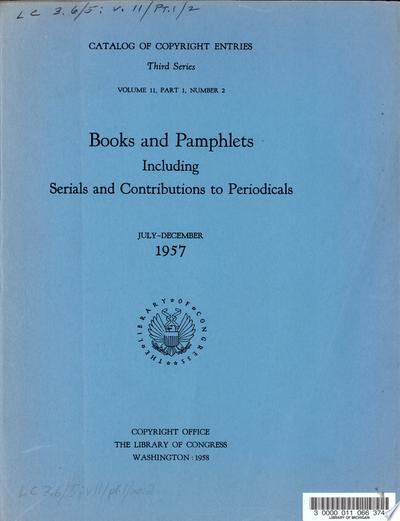 LC 3.6/5: v. 11/Pt.1/2
CATALOG OF COPYRIGHT ENTRIES
Third Series
VOLUME 11, PART 1, NUMBER 2
Books and Pamphlets
Including
Serials and Contributions to Periodicals
JULY–DECEMBER
1957
THE·LIBRARY·OF·CONGRESS
COPYRIGHT OFFICE
THE LIBRARY OF CONGRESS
WASHINGTON : 1958
LC 3.6/5:v.11/pt.1/no.2
3 0000 011 066 374
LIBRARY OF MICHIGAN